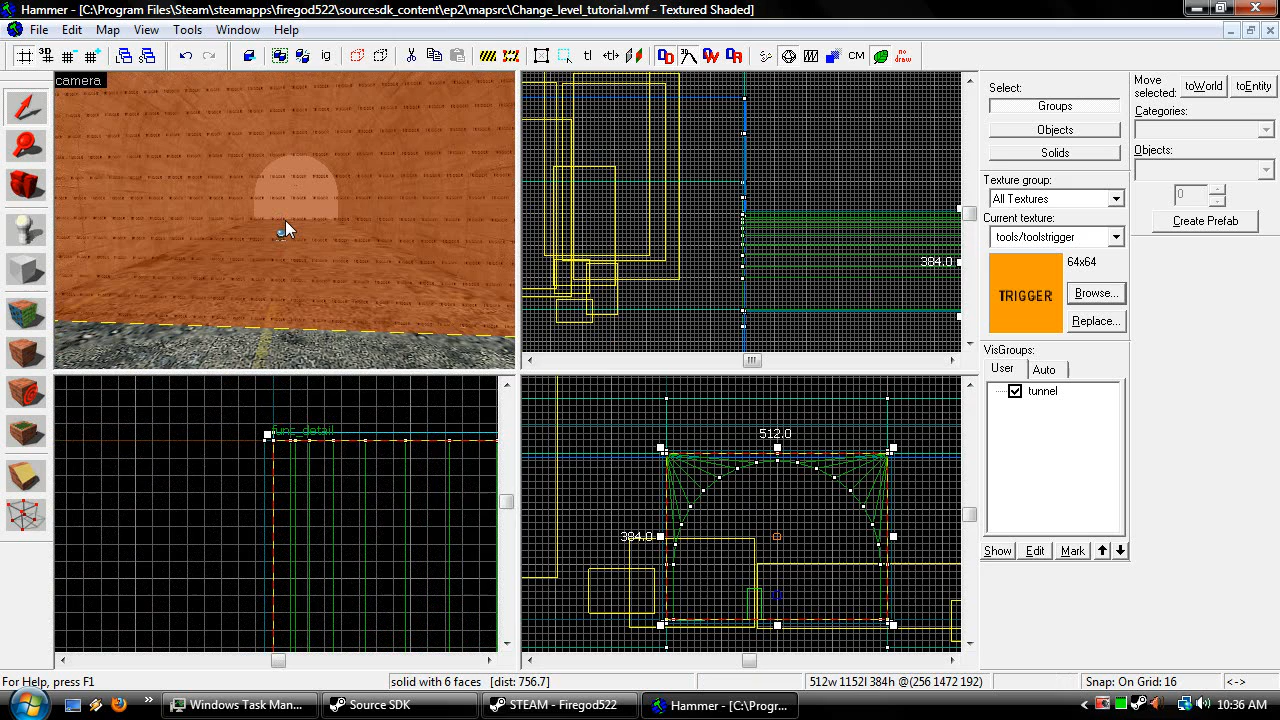 Hammer - [C:\Program Files\Steam\steamapps\firegod522\sourcesdk_content\ep2\mapsrc\Change_level_tutorial.vmf - Textured Shaded]
File Edit Map View Tools Window Help
camera
384.0
func_detail
512.0
384.0
Select:
Groups
Objects
Solids
Texture group:
All Textures
Current texture:
tools/toolstrigger
64x64
TRIGGER
Browse...
Replace...
VisGroups:
User Auto
tunnel
Show Edit Mark
Move selected:
toWorld toEntity
Categories:
Objects:
0
Create Prefab
For Help, press F1
solid with 6 faces [dist: 756.7]
512w 1152l 384h @(256 1472 192)
Snap: On Grid: 16
<->
Windows Task Man...
Source SDK
STEAM - Firegod522
Hammer - [C:\Progr...
10:36 AM